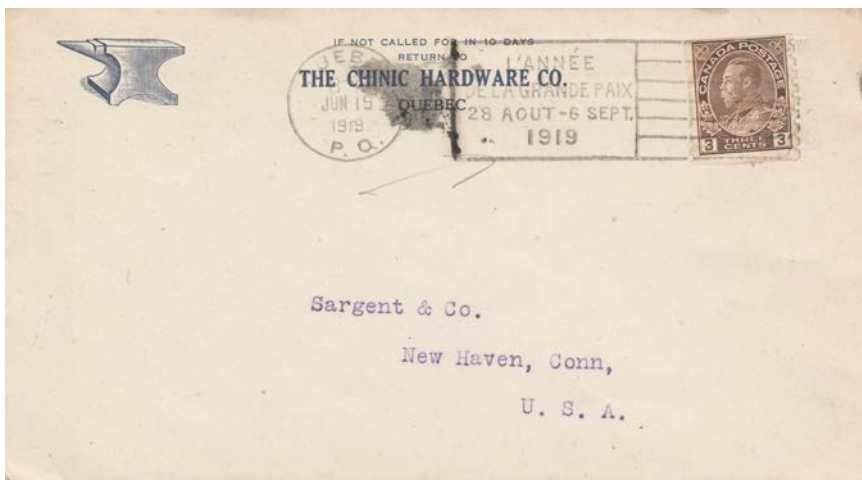 IF NOT CALLED FOR IN 10 DAYS
RETURN TO
THE CHINIC HARDWARE CO.
QUEBEC
JUN 19
1919
P. Q.
L'ANNÉE
DE LA GRANDE PAIX
28 AOUT-6 SEPT.
1919
CANADA POSTAGE
3 THREE CENTS 3
Sargent & Co.
New Haven, Conn,
U. S. A.